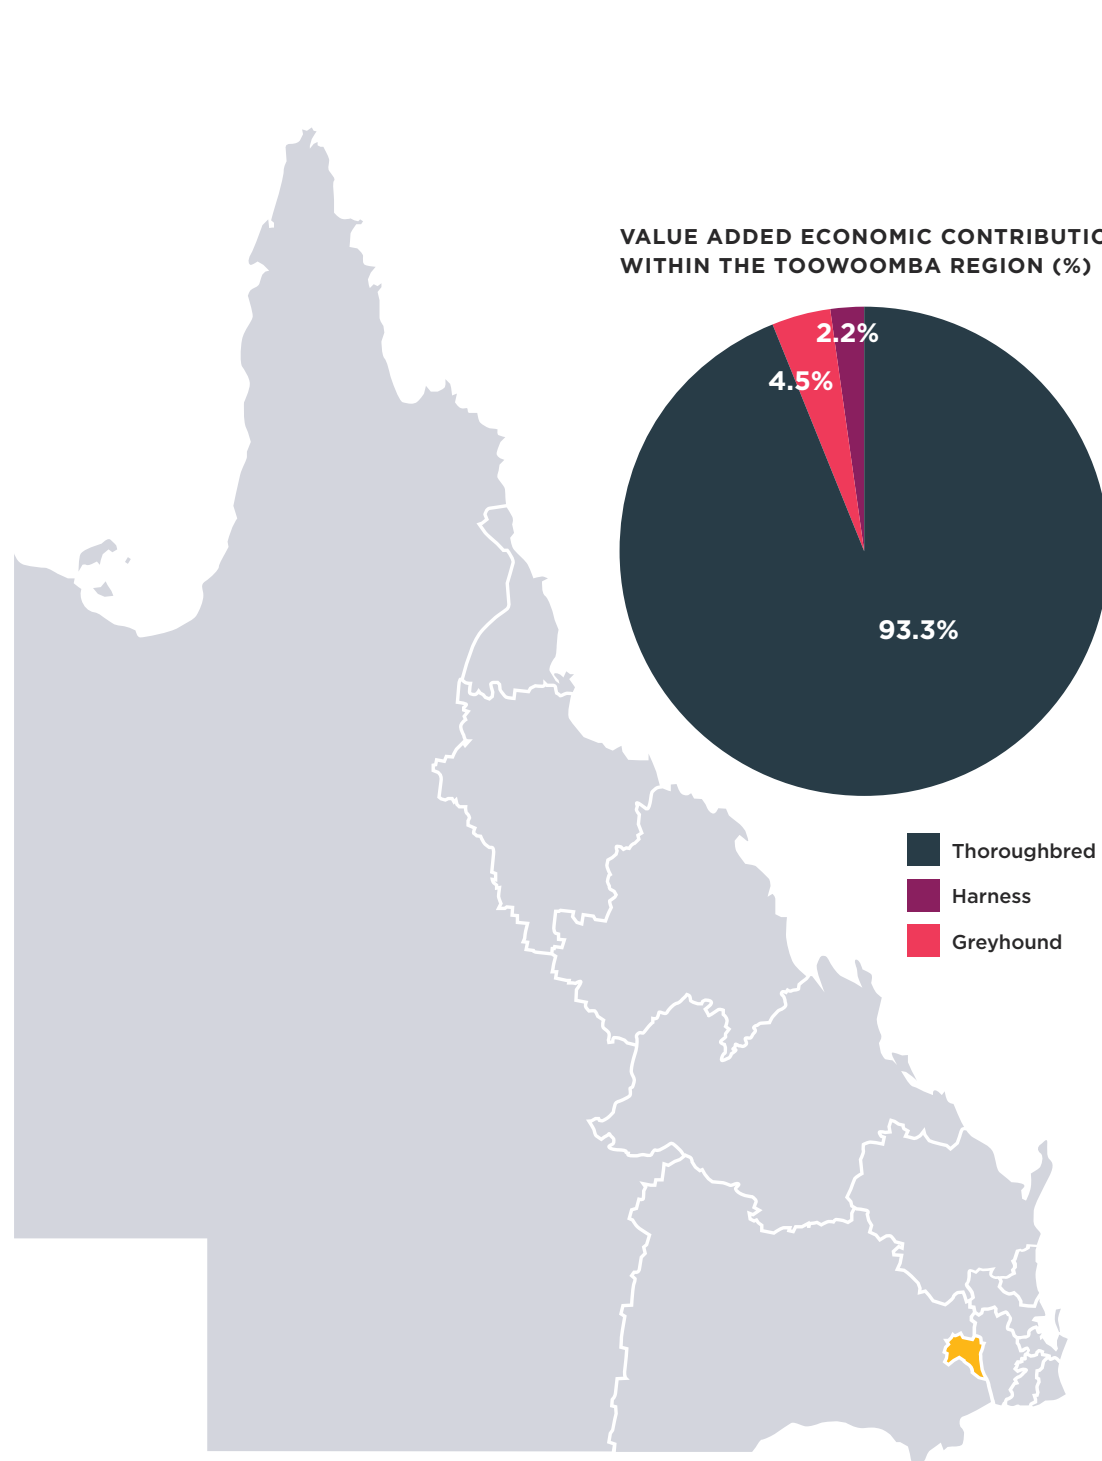 VALUE ADDED ECONOMIC CONTRIBUTIO
WITHIN THE TOOWOOMBA REGION (%)
2.2%
4.5%
93.3%
Thoroughbred
Harness
Greyhound